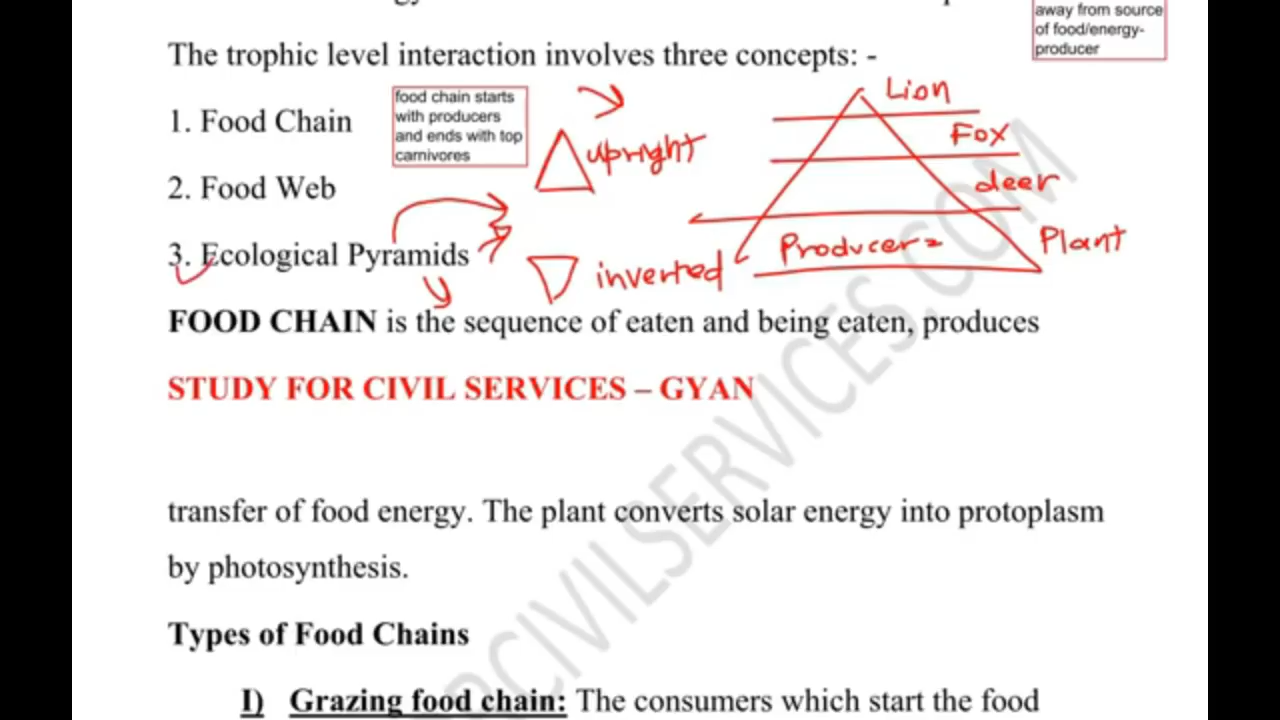 away from source
of food/energy-
producer
The trophic level interaction involves three concepts: -
Lion
1. Food Chain
food chain starts
with producers
and ends with top
carnivores
upright
Fox
2. Food Web
deer
3. Ecological Pyramids
inverted
Producer
Plant
FOOD CHAIN is the sequence of eaten and being eaten, produces
STUDY FOR CIVIL SERVICES – GYAN
transfer of food energy. The plant converts solar energy into protoplasm
by photosynthesis.
Types of Food Chains
I) Grazing food chain: The consumers which start the food
RCIVILSERVICES.COM